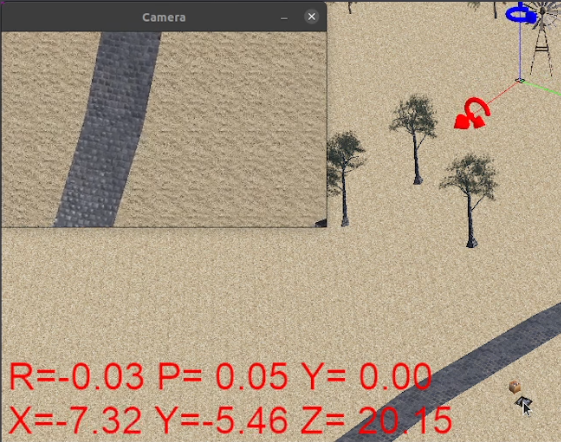 Camera
R=-0.03 P= 0.05 Y= 0.00
X=-7.32 Y=-5.46 Z= 20.15